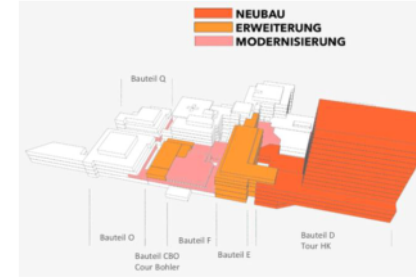 NEUBAU
ERWEITERUNG
MODERNISIERUNG
Bauteil Q
Bauteil O
Bauteil CBO
Cour Bohler
Bauteil F
Bauteil E
Bauteil D
Tour HK